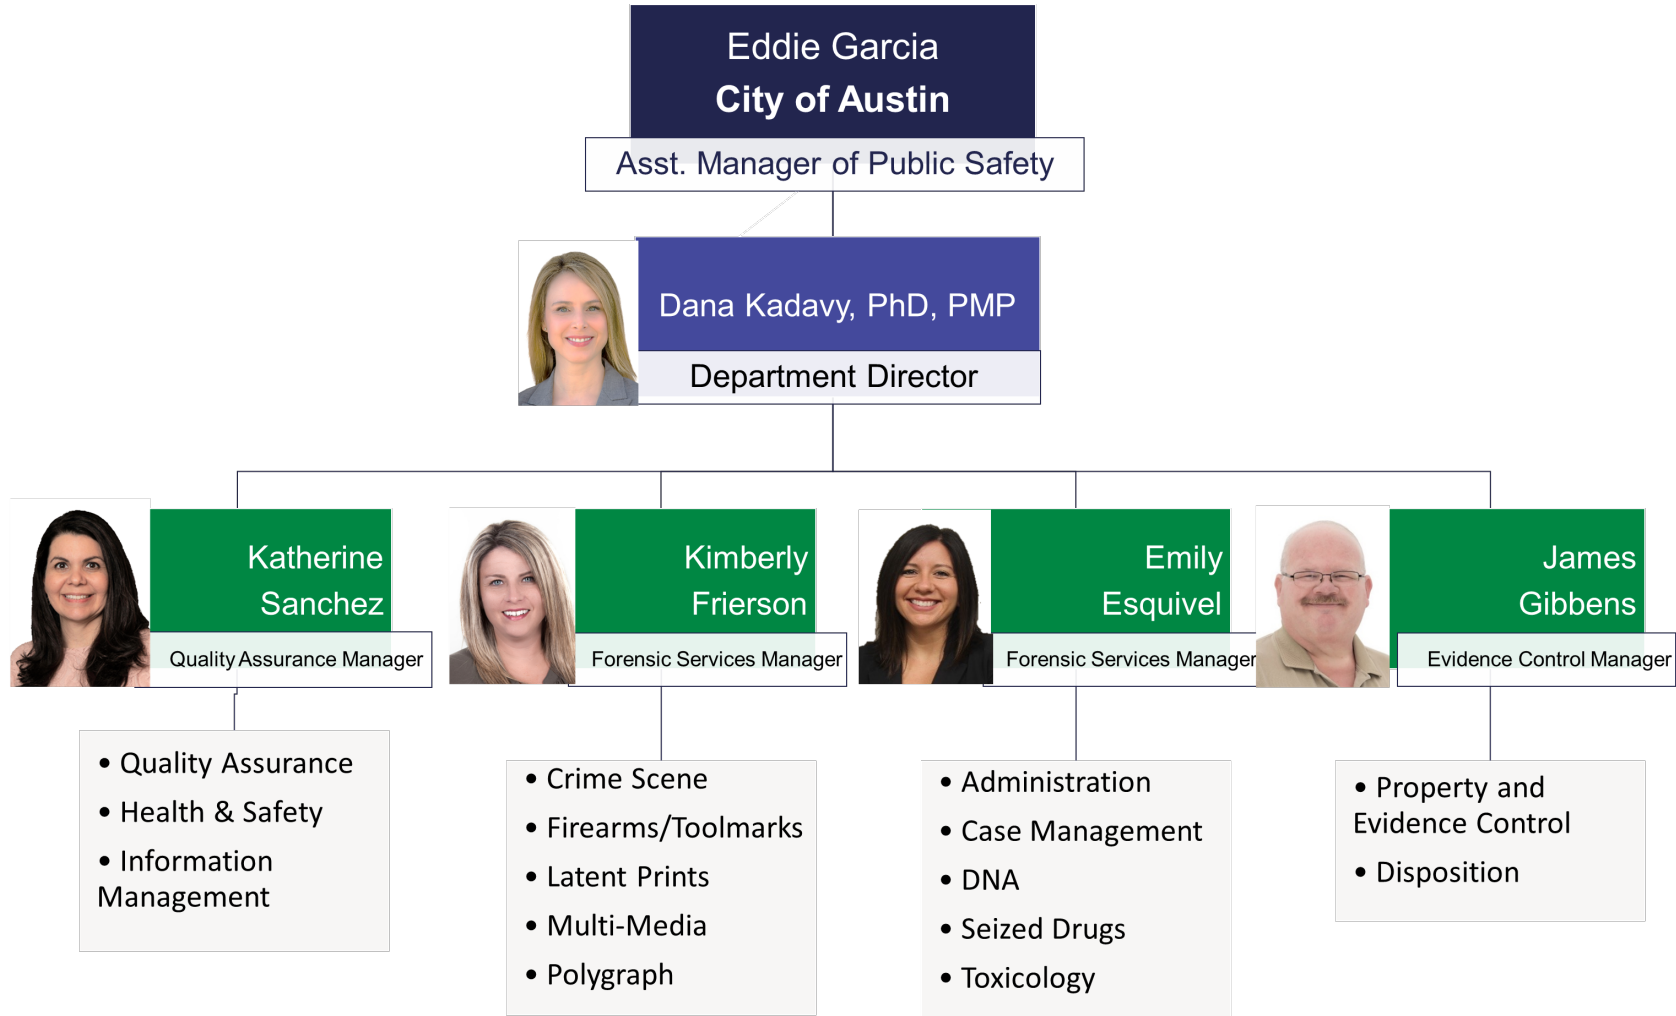 Eddie Garcia
City of Austin
Asst. Manager of Public Safety
Dana Kadavy, PhD, PMP
Department Director
Katherine
Sanchez
Quality Assurance Manager
Kimberly
Frierson
Forensic Services Manager
Emily
Esquivel
Forensic Services Manager
James
Gibbens
Evidence Control Manager
• Quality Assurance
• Health & Safety
• Information
Management
• Crime Scene
• Firearms/Toolmarks
• Latent Prints
• Multi-Media
• Polygraph
• Administration
• Case Management
• DNA
• Seized Drugs
• Toxicology
• Property and
Evidence Control
• Disposition